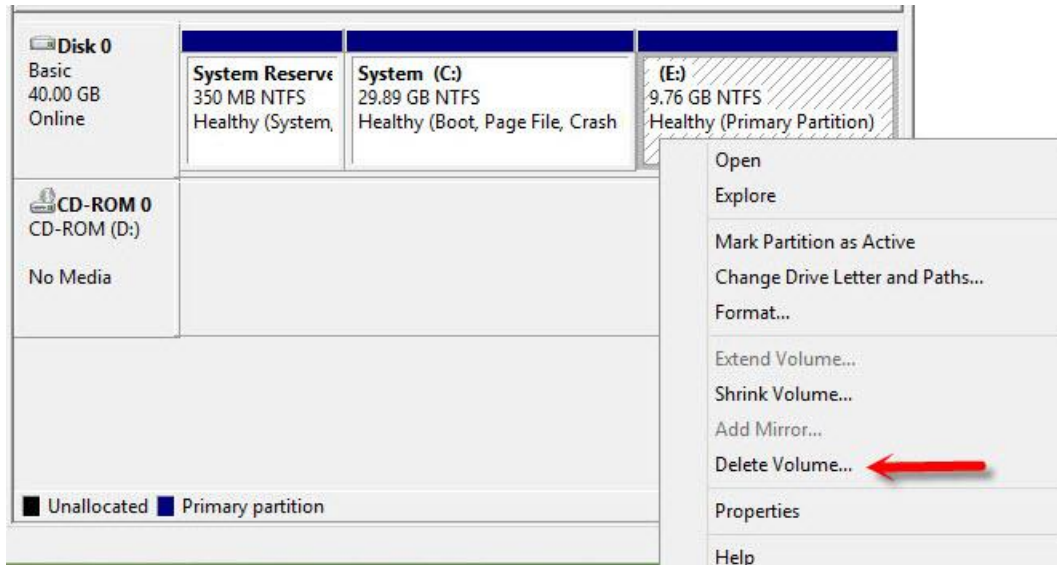 Disk 0
Basic
40.00 GB
Online
System Reserve
350 MB NTFS
Healthy (System,
System (C:)
29.89 GB NTFS
Healthy (Boot, Page File, Crash
(E:)
9.76 GB NTFS
Healthy (Primary Partition)
CD-ROM 0
CD-ROM (D:)
No Media
Unallocated
Primary partition
Open
Explore
Mark Partition as Active
Change Drive Letter and Paths...
Format...
Extend Volume...
Shrink Volume...
Add Mirror...
Delete Volume...
Properties
Help